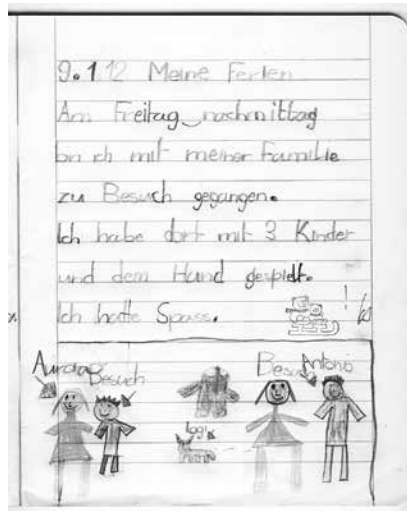 9.1.12 Meine Ferien
Am Freitag nachmittag
bin ich mit meiner Familie
zu Besuch gegangen.
Ich habe dort mit 3 Kinder
und dem Hund gespielt.
Ich hatte Spass. !
Aurora Besuch Besuch Antonio
Logi